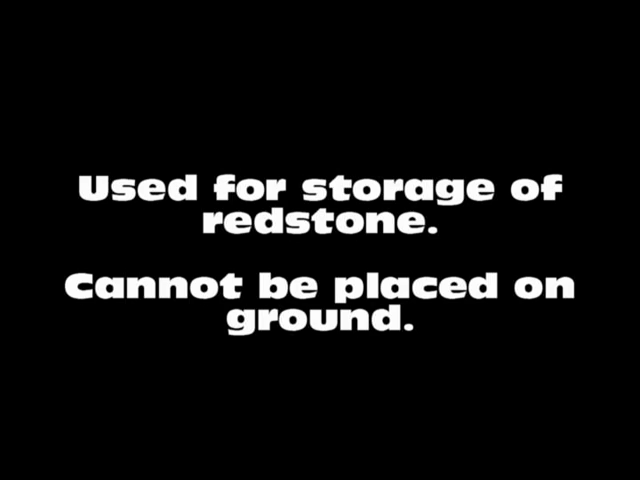 Used for storage of
redstone.
Cannot be placed on
ground.